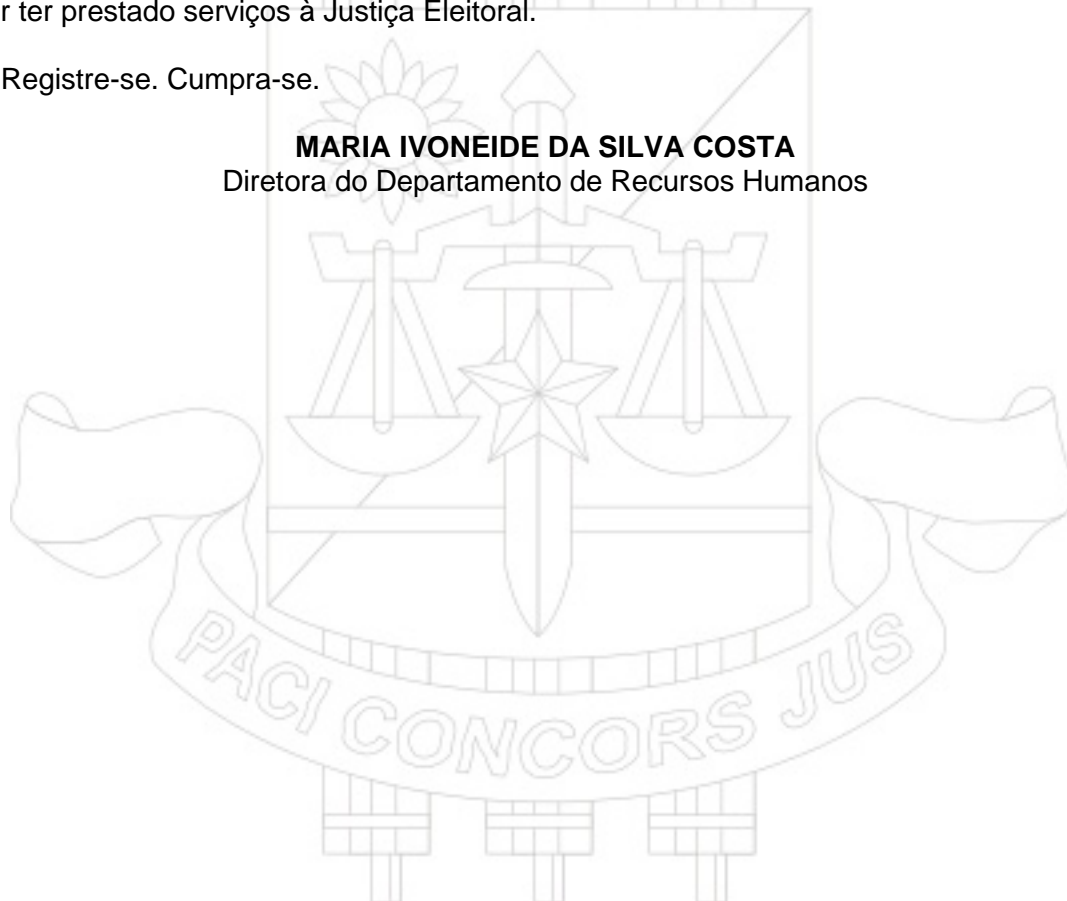 r ter prestado serviços à Justiça Eleitoral.
Registre-se. Cumpra-se.
MARIA IVONEIDE DA SILVA COSTA
Diretora do Departamento de Recursos Humanos
PACI CONCORS JUS